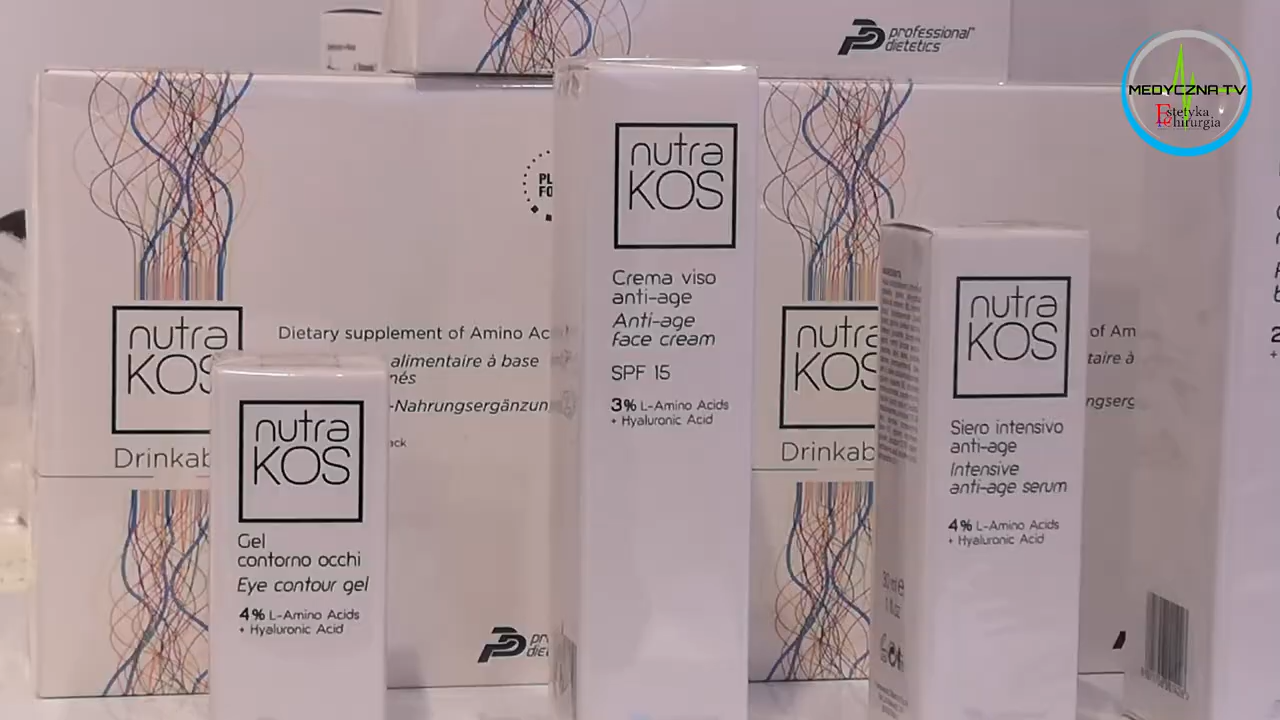 professional
dietetics
MEDYCZNA TV
Estetyka
Chirurgia
nutra
KOS
Dietary supplement of Amino
alimentaire à base
-Nahrungsergänzun
Drinkab
nutra
KOS
Gel
contorno occhi
Eye contour gel
4% L-Amino Acids
+ Hyaluronic Acid
nutra
KOS
Crema viso
anti-age
Anti-age
face cream
SPF 15
3% L-Amino Acids
+ Hyaluronic Acid
nutra
KOS
of Am
taire à
Drinkab
nutra
KOS
Siero intensivo
anti-age
Intensive
anti-age serum
4% L-Amino Acids
+ Hyaluronic Acid
30 ml e